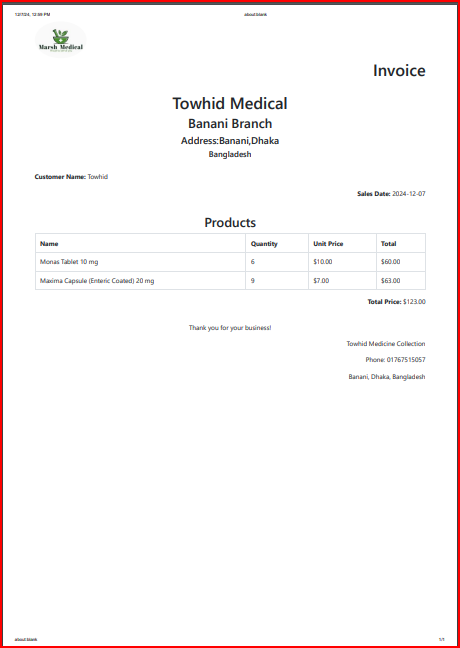 12/7/24, 12:09 PM about:blank
Marsh Medical
Invoice
Towhid Medical
Banani Branch
Address:Banani,Dhaka
Bangladesh
Customer Name: Towhid
Sales Date: 2024-12-07
Products
Name Quantity Unit Price Total
Monas Tablet 10 mg 6 $10.00 $60.00
Maxima Capsule (Enteric Coated) 20 mg 9 $7.00 $63.00
Total Price: $123.00
Thank you for your business!
Towhid Medicine Collection
Phone: 01767515057
Banani, Dhaka, Bangladesh
about:blank 1/1